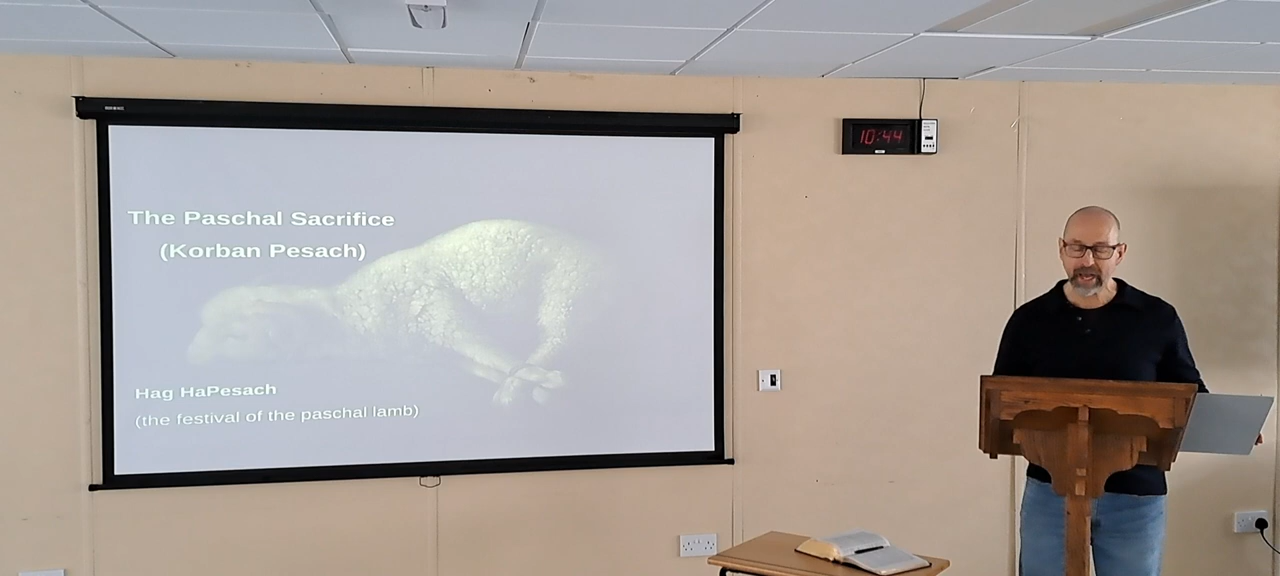 The Paschal Sacrifice
(Korban Pesach)
Hag HaPesach
(the festival of the paschal lamb)
10:44